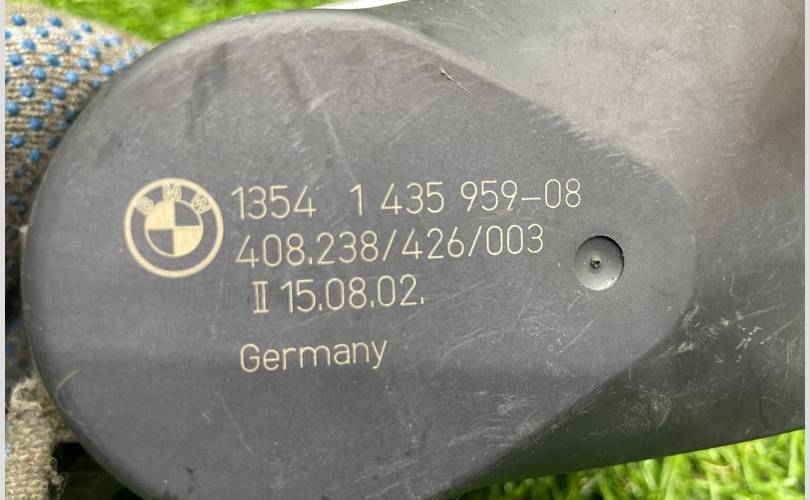 BMW
1354 1 435 959-08
408.238/426/003
II 15.08.02.
Germany